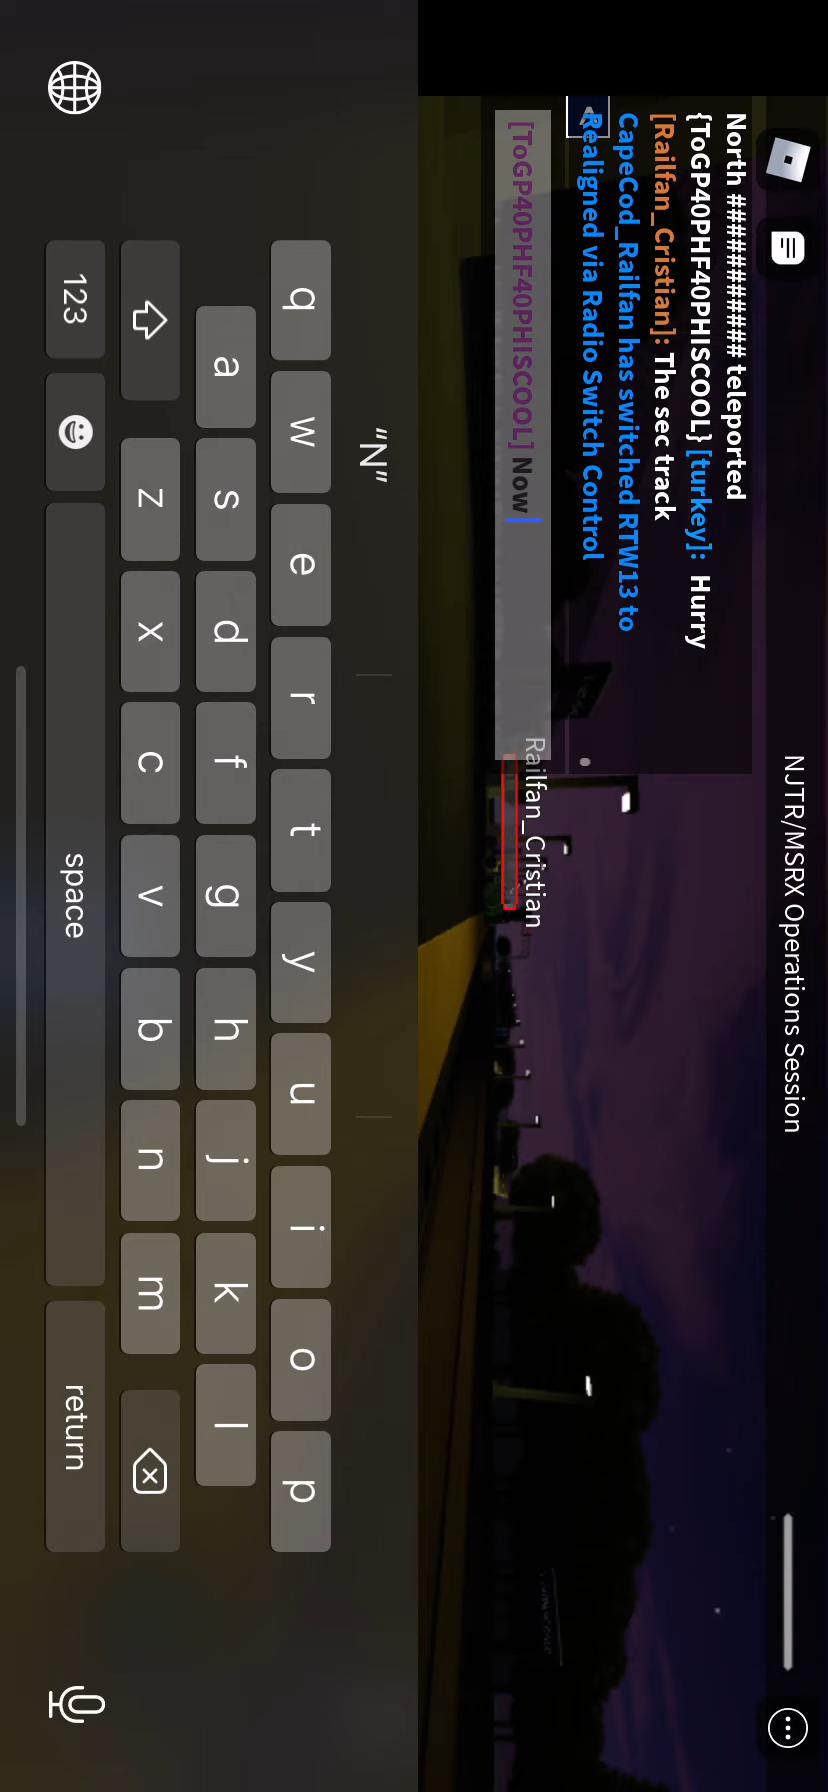 NJTR/MSRX Operations Session
North ############ teleported
{ToGP40PHF40PHISCOOL} [turkey]: Hurry
[Railfan_Cristian]: The sec track
CapeCod_Railfan has switched RTW13 to
Realigned via Radio Switch Control
[ToGP40PHF40PHISCOOL] Now
Railfan_Cristian
“N”
q w e r t y u i o p
a s d f g h j k l
z x c v b n m
123 space return